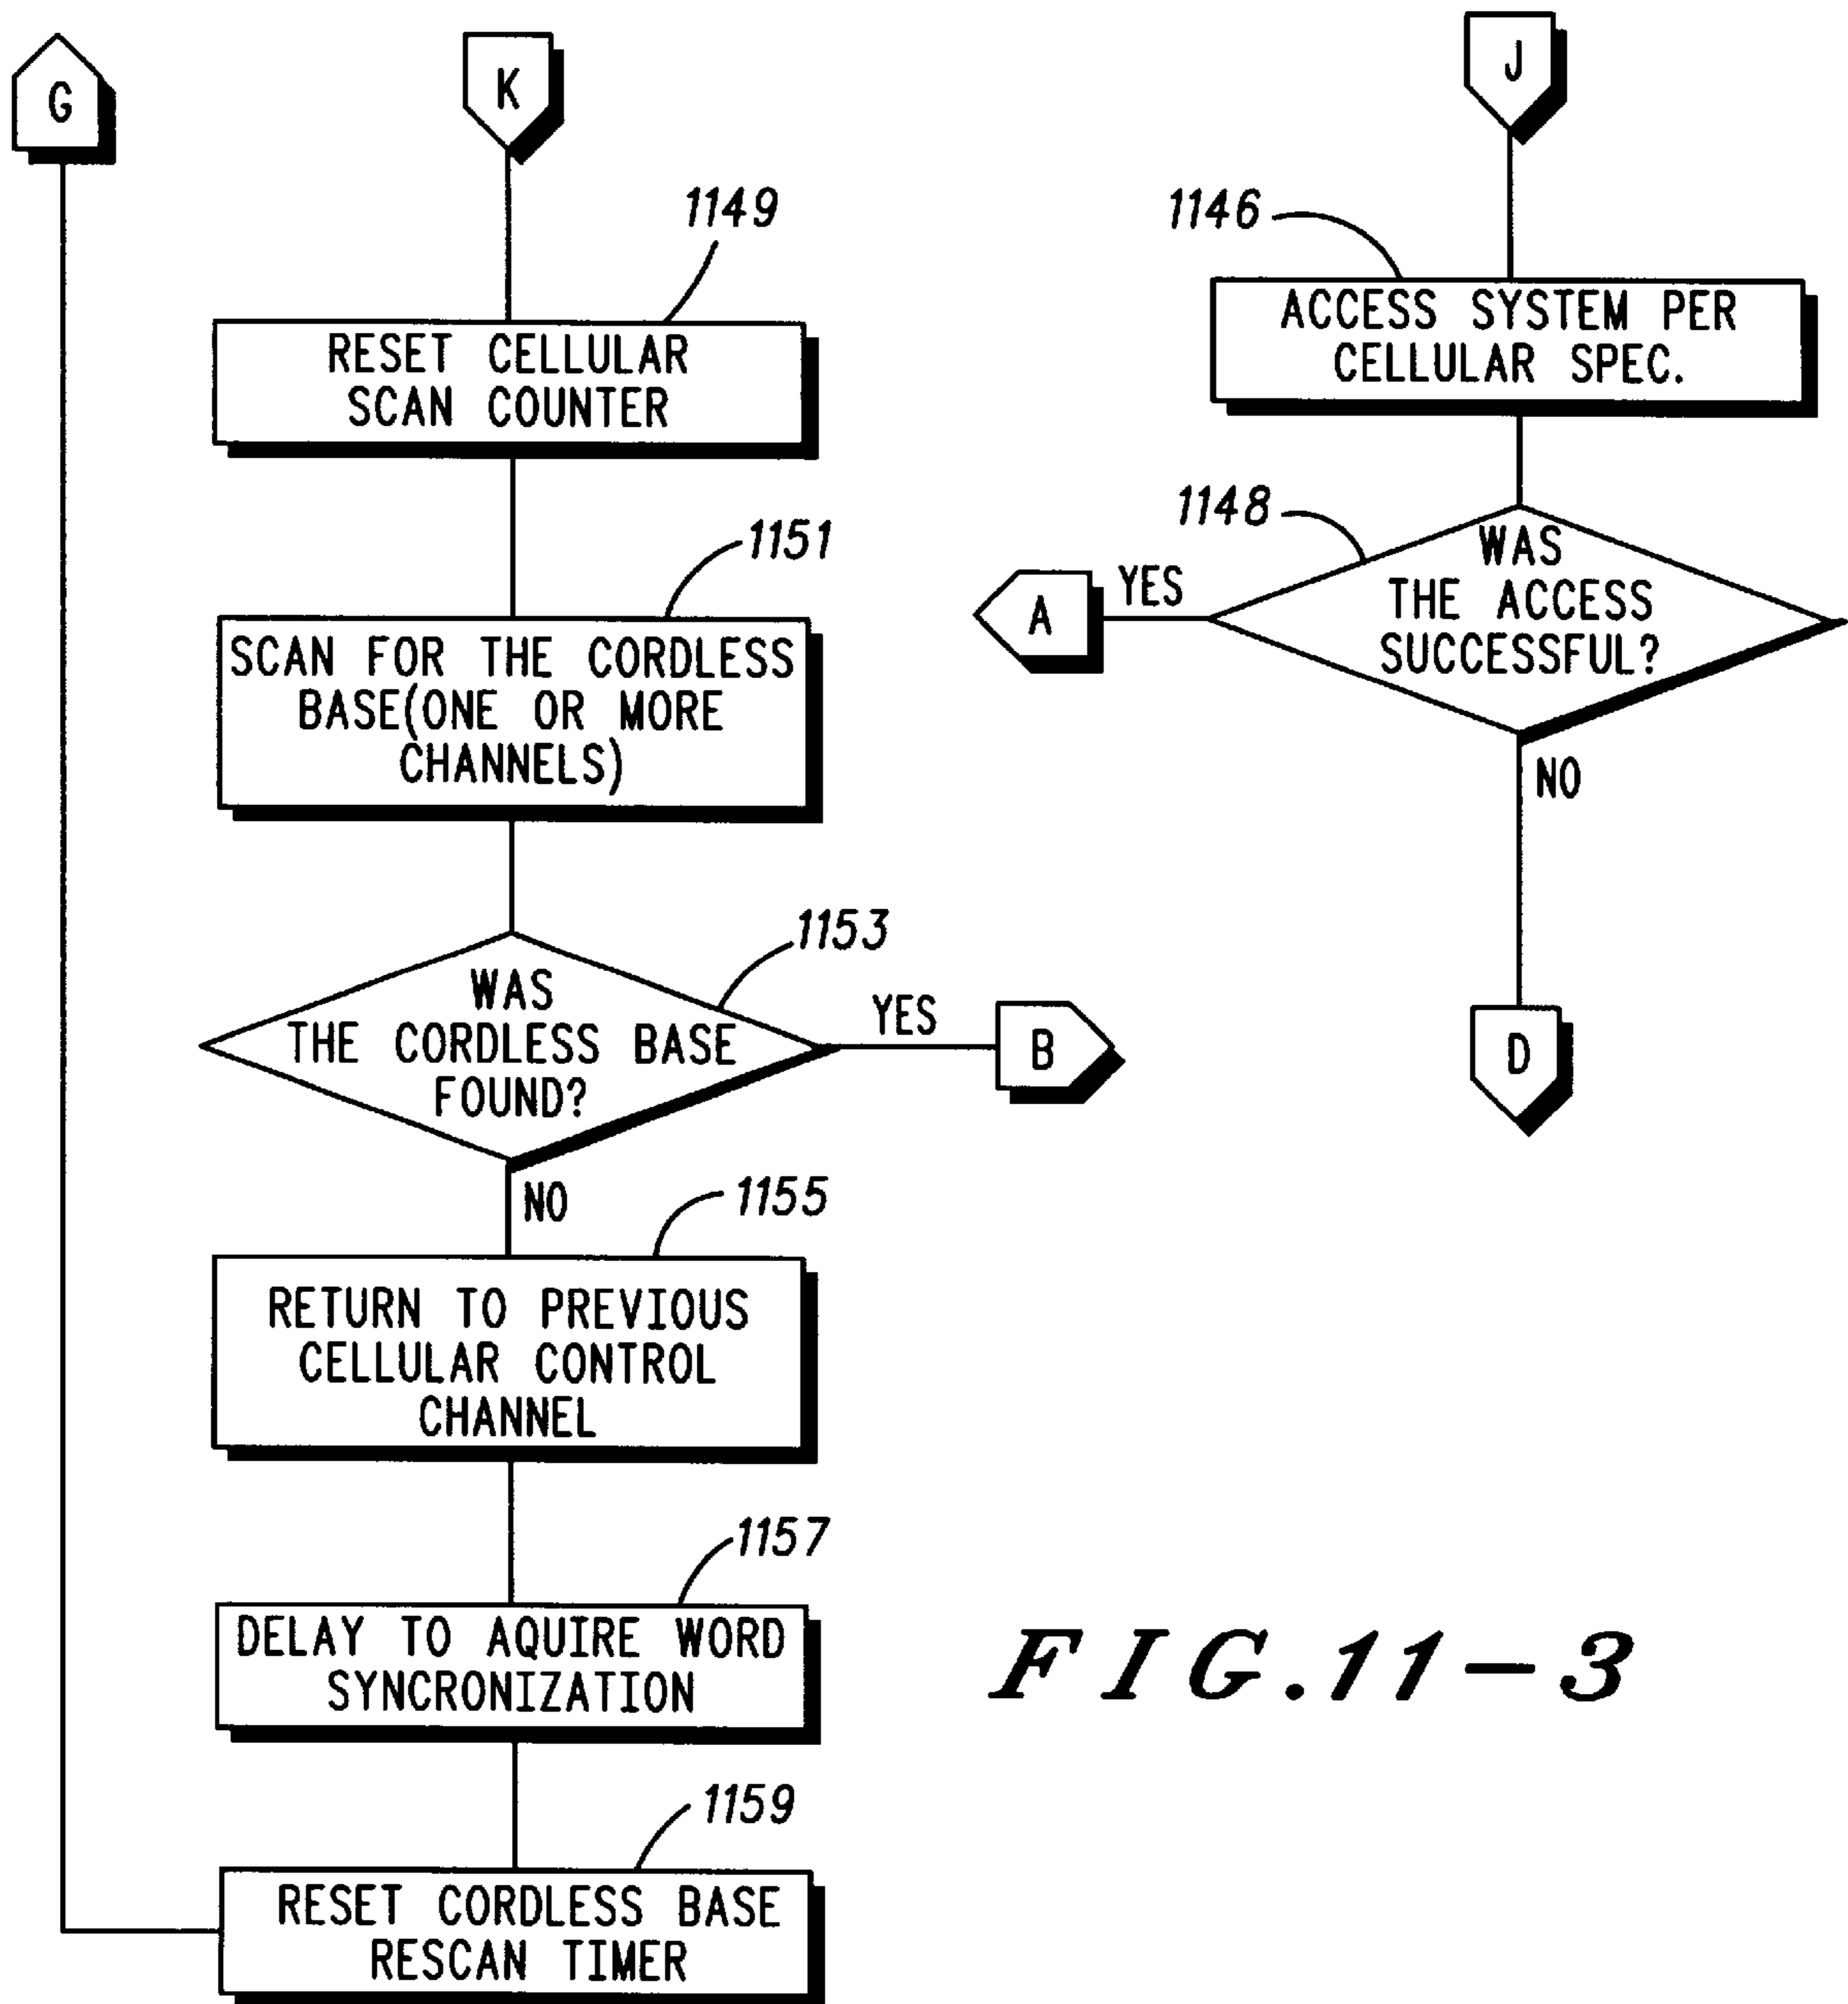 G
K
1149
RESET CELLULAR
SCAN COUNTER
1151
SCAN FOR THE CORDLESS
BASE(ONE OR MORE
CHANNELS)
1153
WAS
THE CORDLESS BASE
FOUND?
YES
B
NO
1155
RETURN TO PREVIOUS
CELLULAR CONTROL
CHANNEL
1157
DELAY TO AQUIRE WORD
SYNCRONIZATION
1159
RESET CORDLESS BASE
RESCAN TIMER
J
1146
ACCESS SYSTEM PER
CELLULAR SPEC.
1148
WAS
THE ACCESS
SUCCESSFUL?
YES
A
NO
D
FIG.11-3